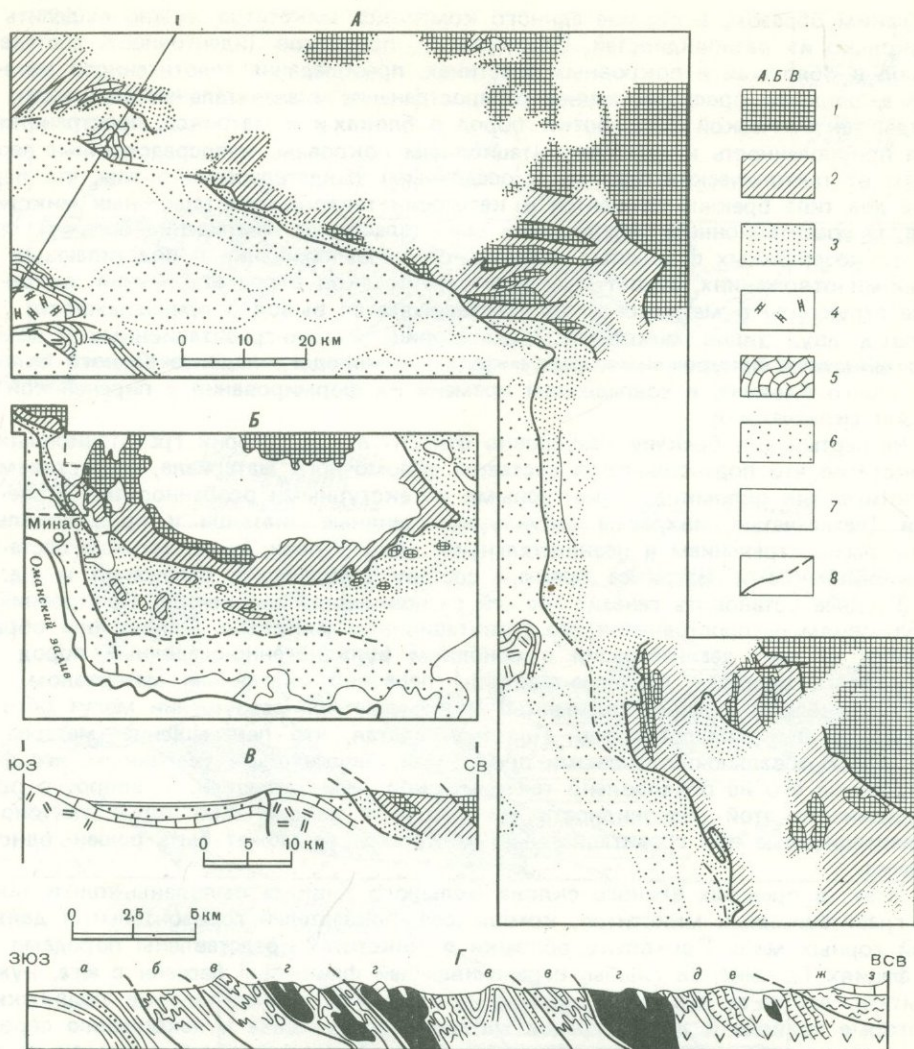 I
А
А.Б.В
1
2
3
4
5
6
7
8
0 10 20 км
Б
Минаб
Оманский залив
В
I I
ЮЗ СВ
0 5 10 км
0 2,5 5 км
ЗЮЗ Г ВСВ
в г г г д е ж з